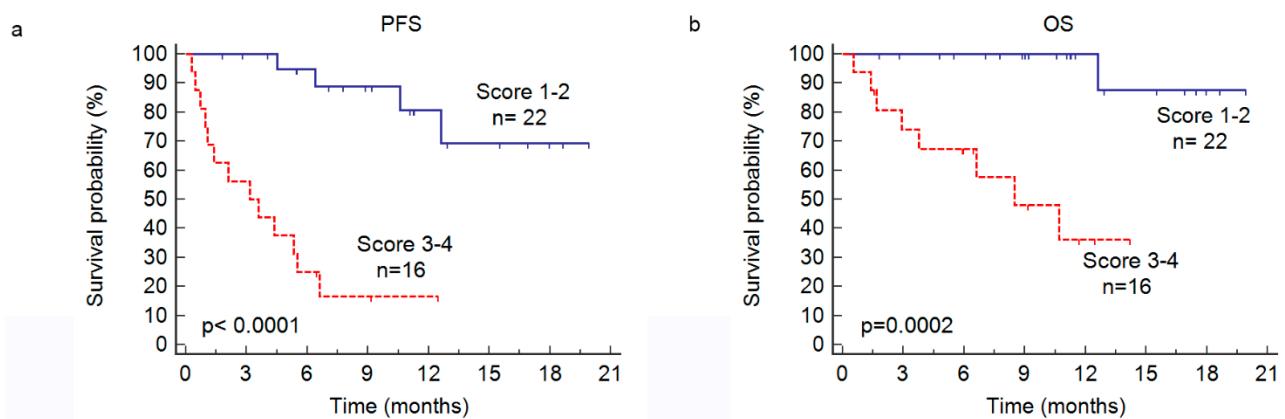 a
PFS
Survival probability (%)
100
90
80
70
60
50
40
30
20
10
0
Score 1-2
n= 22
Score 3-4
n=16
p< 0.0001
0 3 6 9 12 15 18 21
Time (months)
b
OS
Survival probability (%)
100
90
80
70
60
50
40
30
20
10
0
Score 1-2
n= 22
Score 3-4
n=16
p=0.0002
0 3 6 9 12 15 18 21
Time (months)